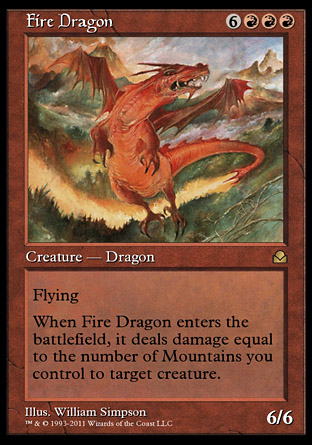 Fire Dragon 6
Creature — Dragon
Flying
When Fire Dragon enters the
battlefield, it deals damage equal
to the number of Mountains you
control to target creature.
Illus. William Simpson
6/6
™ & © 1993-2011 Wizards of the Coast LLC